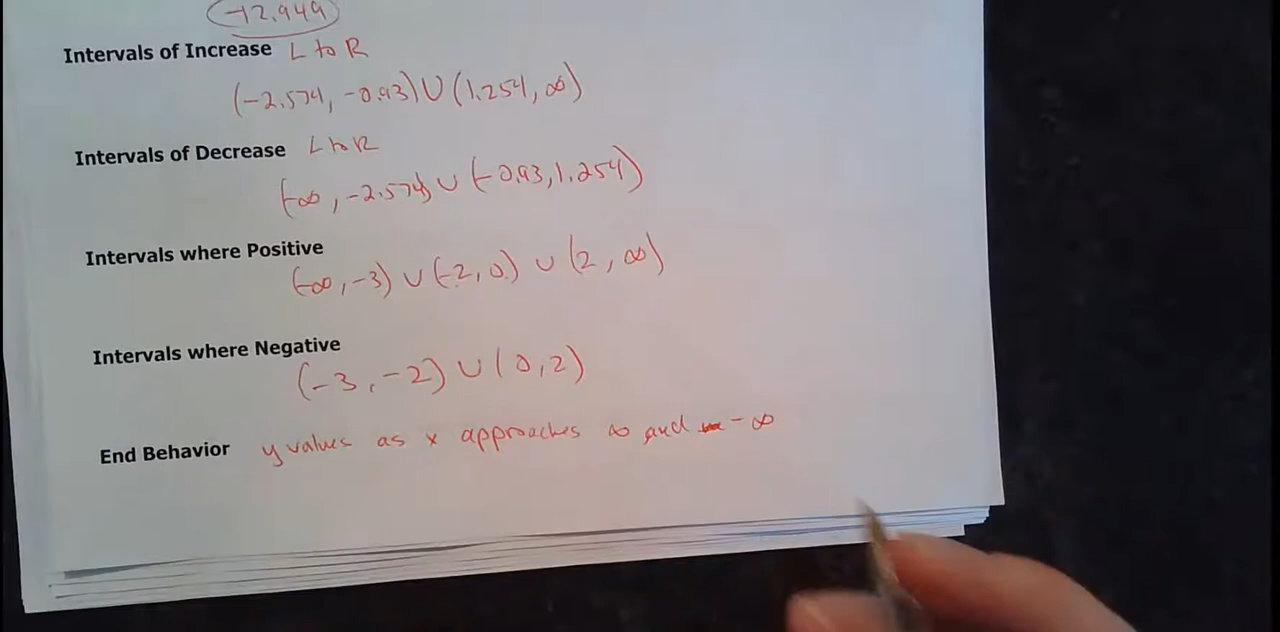 -12.949
Intervals of Increase L to R
(-2.574, -0.93) ∪ (1.254, ∞)
Intervals of Decrease L to R
(-∞, -2.574) ∪ (-0.93, 1.254)
Intervals where Positive
(-∞, -3) ∪ (-2, 0) ∪ (2, ∞)
Intervals where Negative
(-3, -2) ∪ (0, 2)
End Behavior y values as x approaches ∞ and -∞